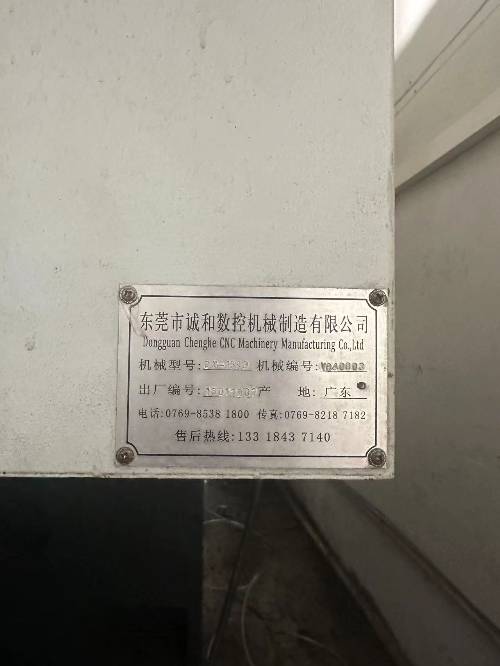 东莞市诚和数控机械制造有限公司
Dongguan Chenghe CNC Machinery Manufacturing Co.,Ltd
机械型号: 机械编号:
出厂编号: 产 地: 广东
电话:0769-8538 1800 传真:0769-8218 7182
售后热线:133 1843 7140